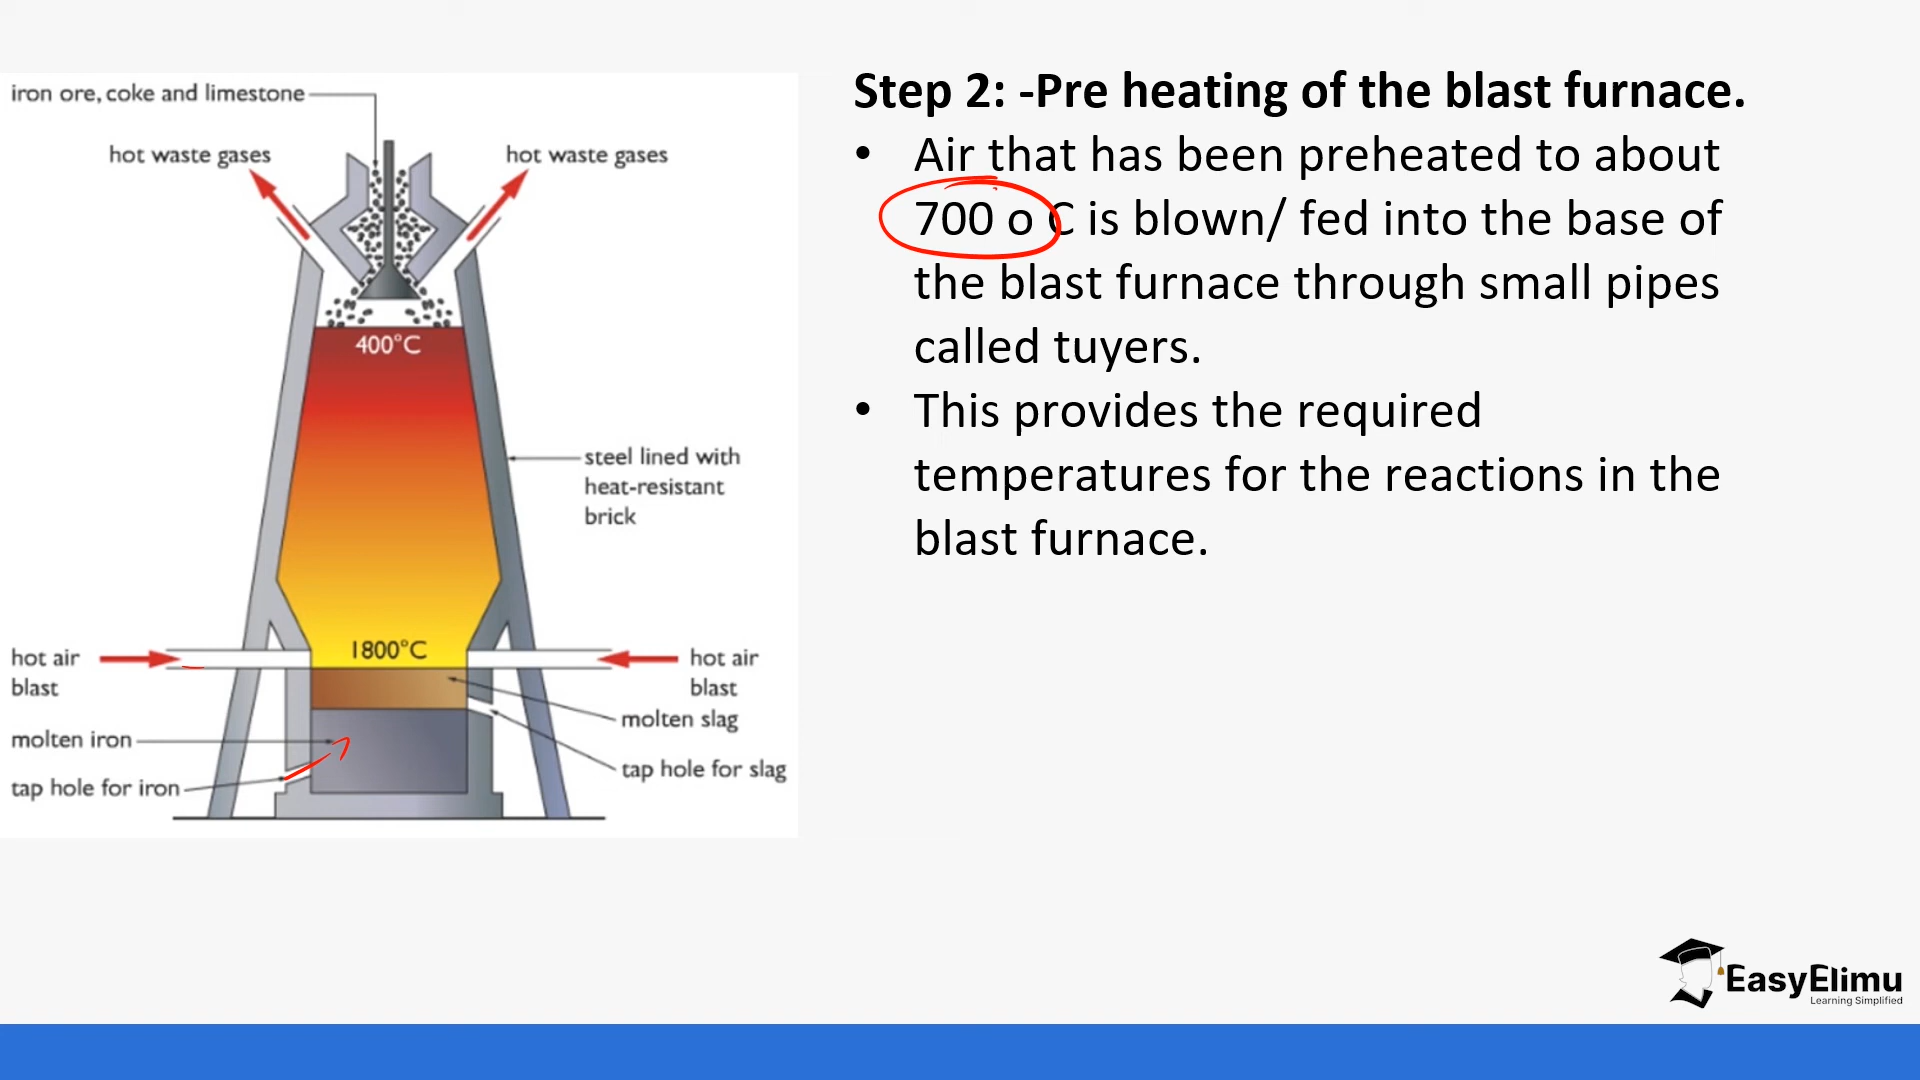 iron ore, coke and limestone
hot waste gases
hot waste gases
400°C
steel lined with
heat-resistant
brick
1800°C
hot air
blast
hot air
blast
molten slag
molten iron
tap hole for slag
tap hole for iron
Step 2: -Pre heating of the blast furnace.
• Air that has been preheated to about
700 o C is blown/ fed into the base of
the blast furnace through small pipes
called tuyers.
• This provides the required
temperatures for the reactions in the
blast furnace.
EasyElimu
Learning Simplified